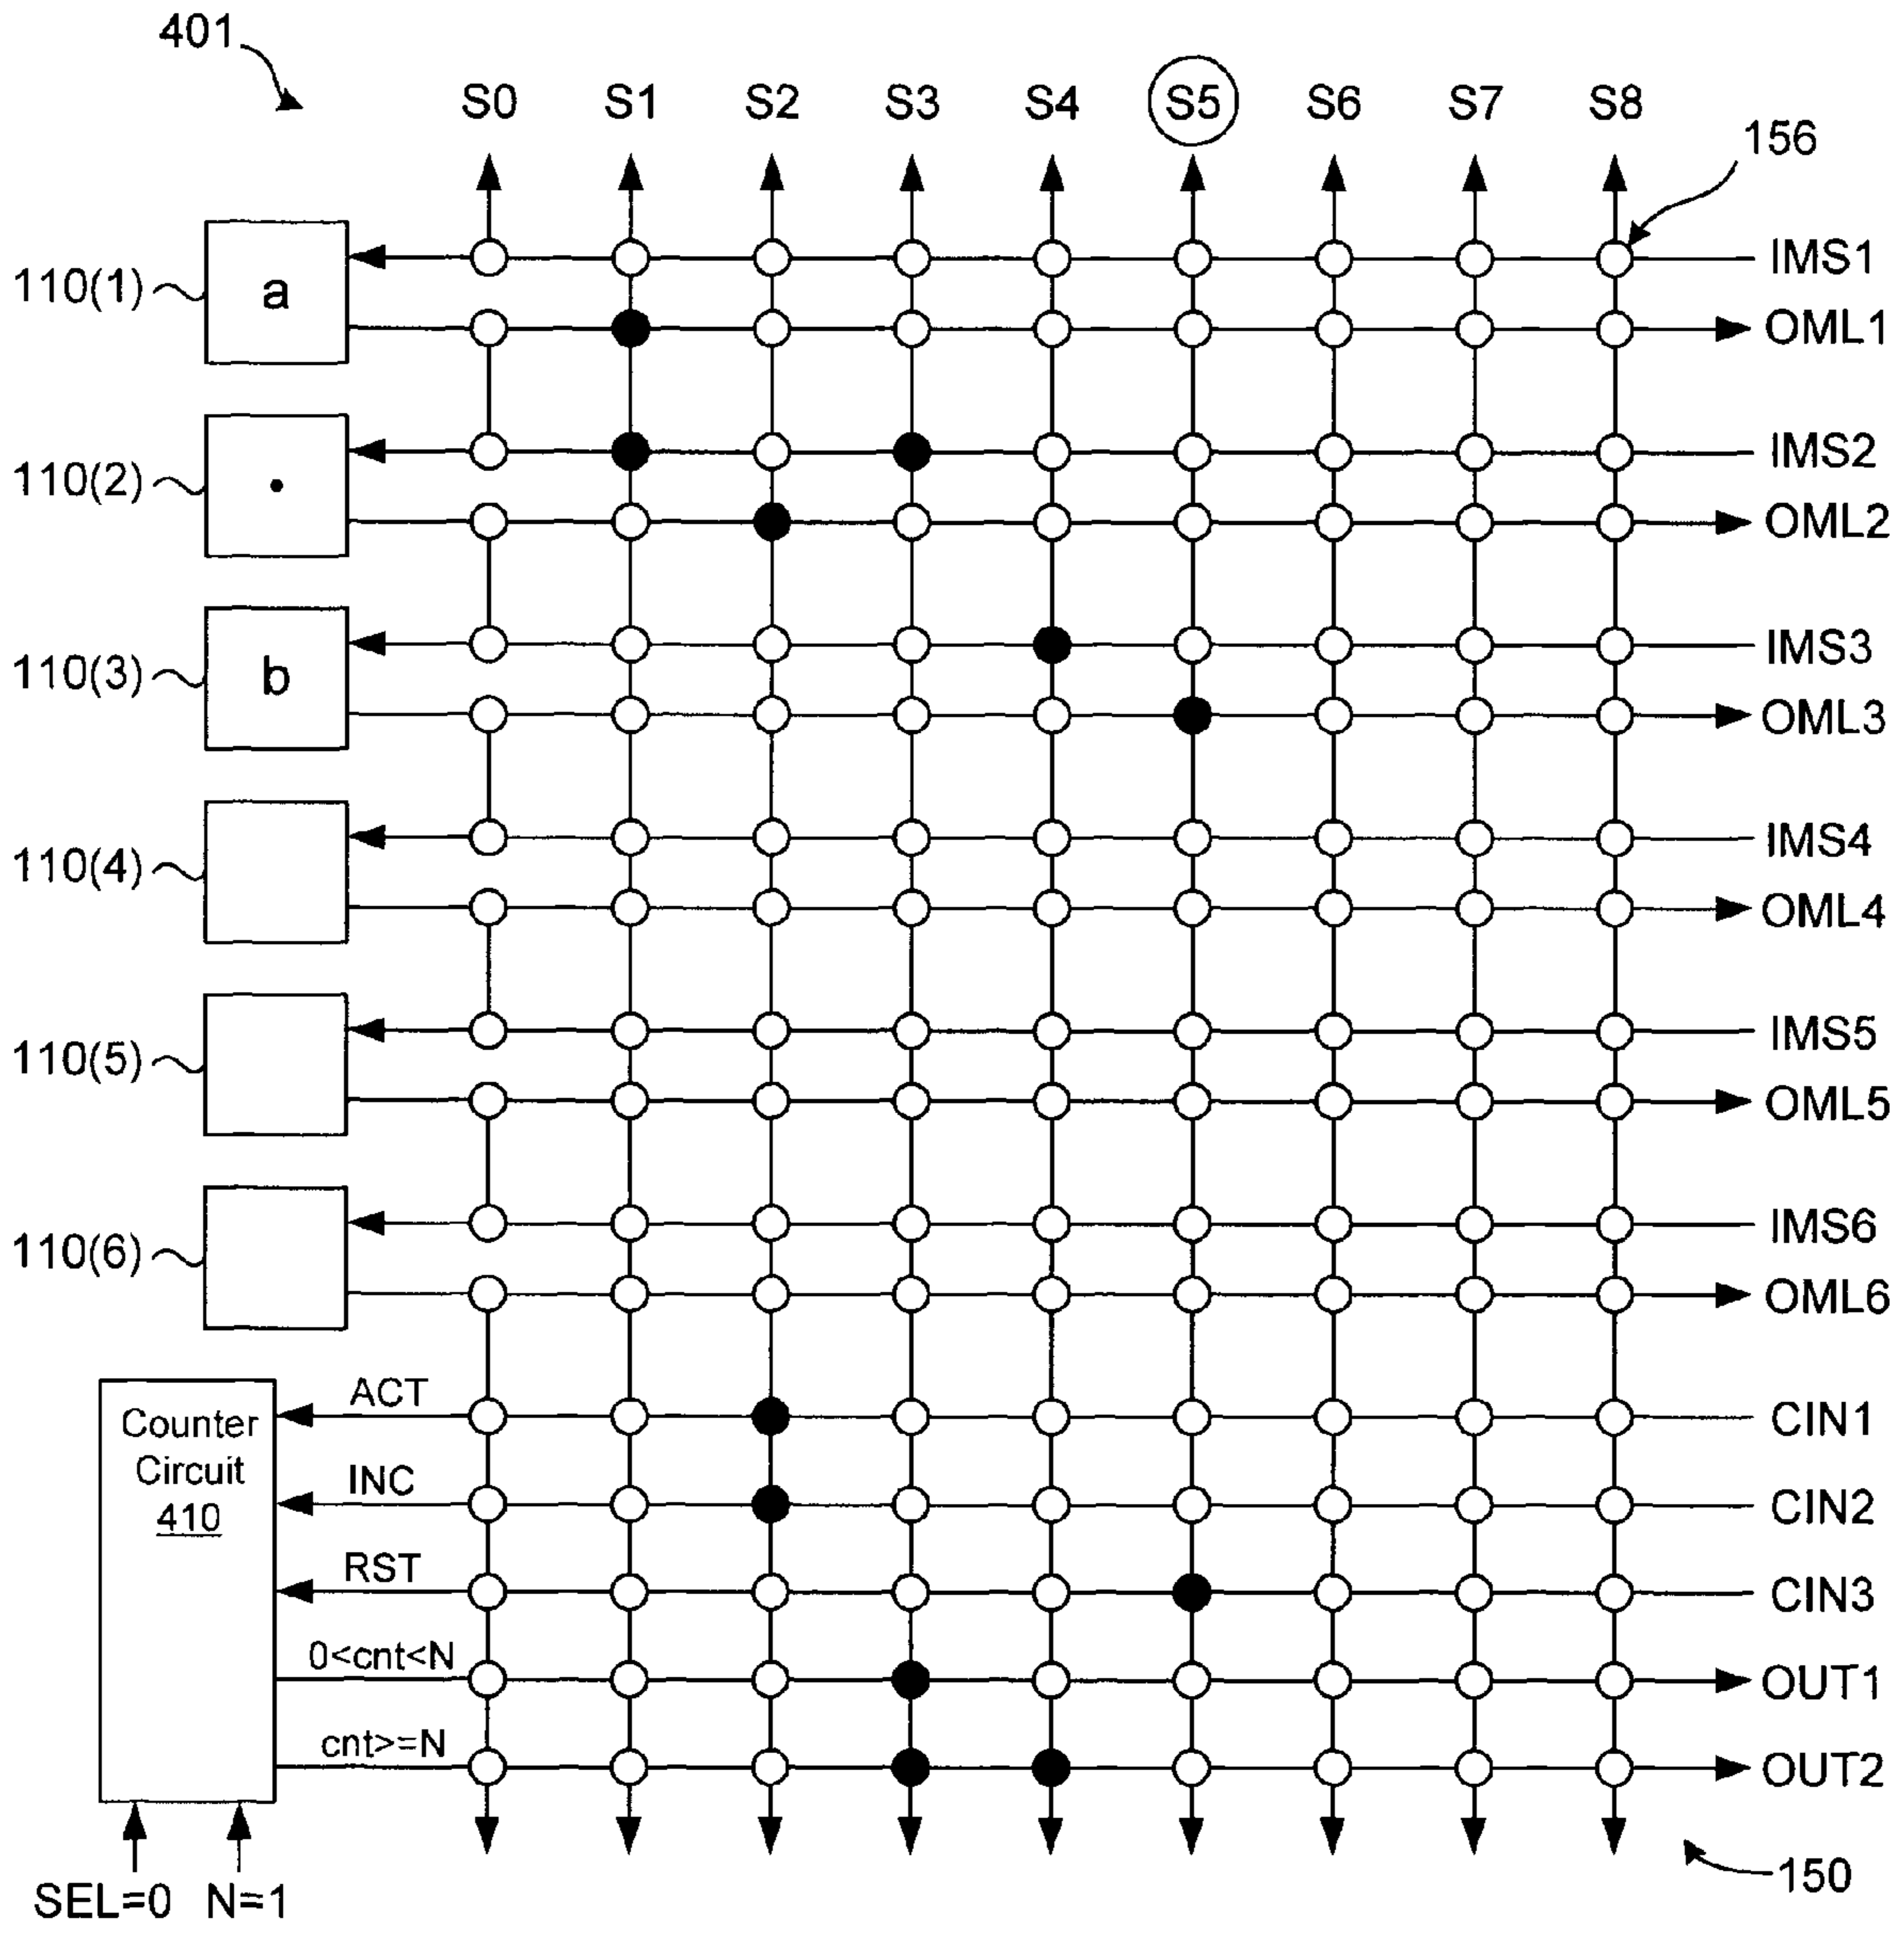 401
S0 S1 S2 S3 S4 S5 S6 S7 S8
156
110(1) a IMS1
OML1
110(2) • IMS2
OML2
110(3) b IMS3
OML3
110(4) IMS4
OML4
110(5) IMS5
OML5
110(6) IMS6
OML6
Counter
Circuit
410
ACT CIN1
INC CIN2
RST CIN3
0<cnt<N OUT1
cnt>=N OUT2
SEL=0 N=1
150